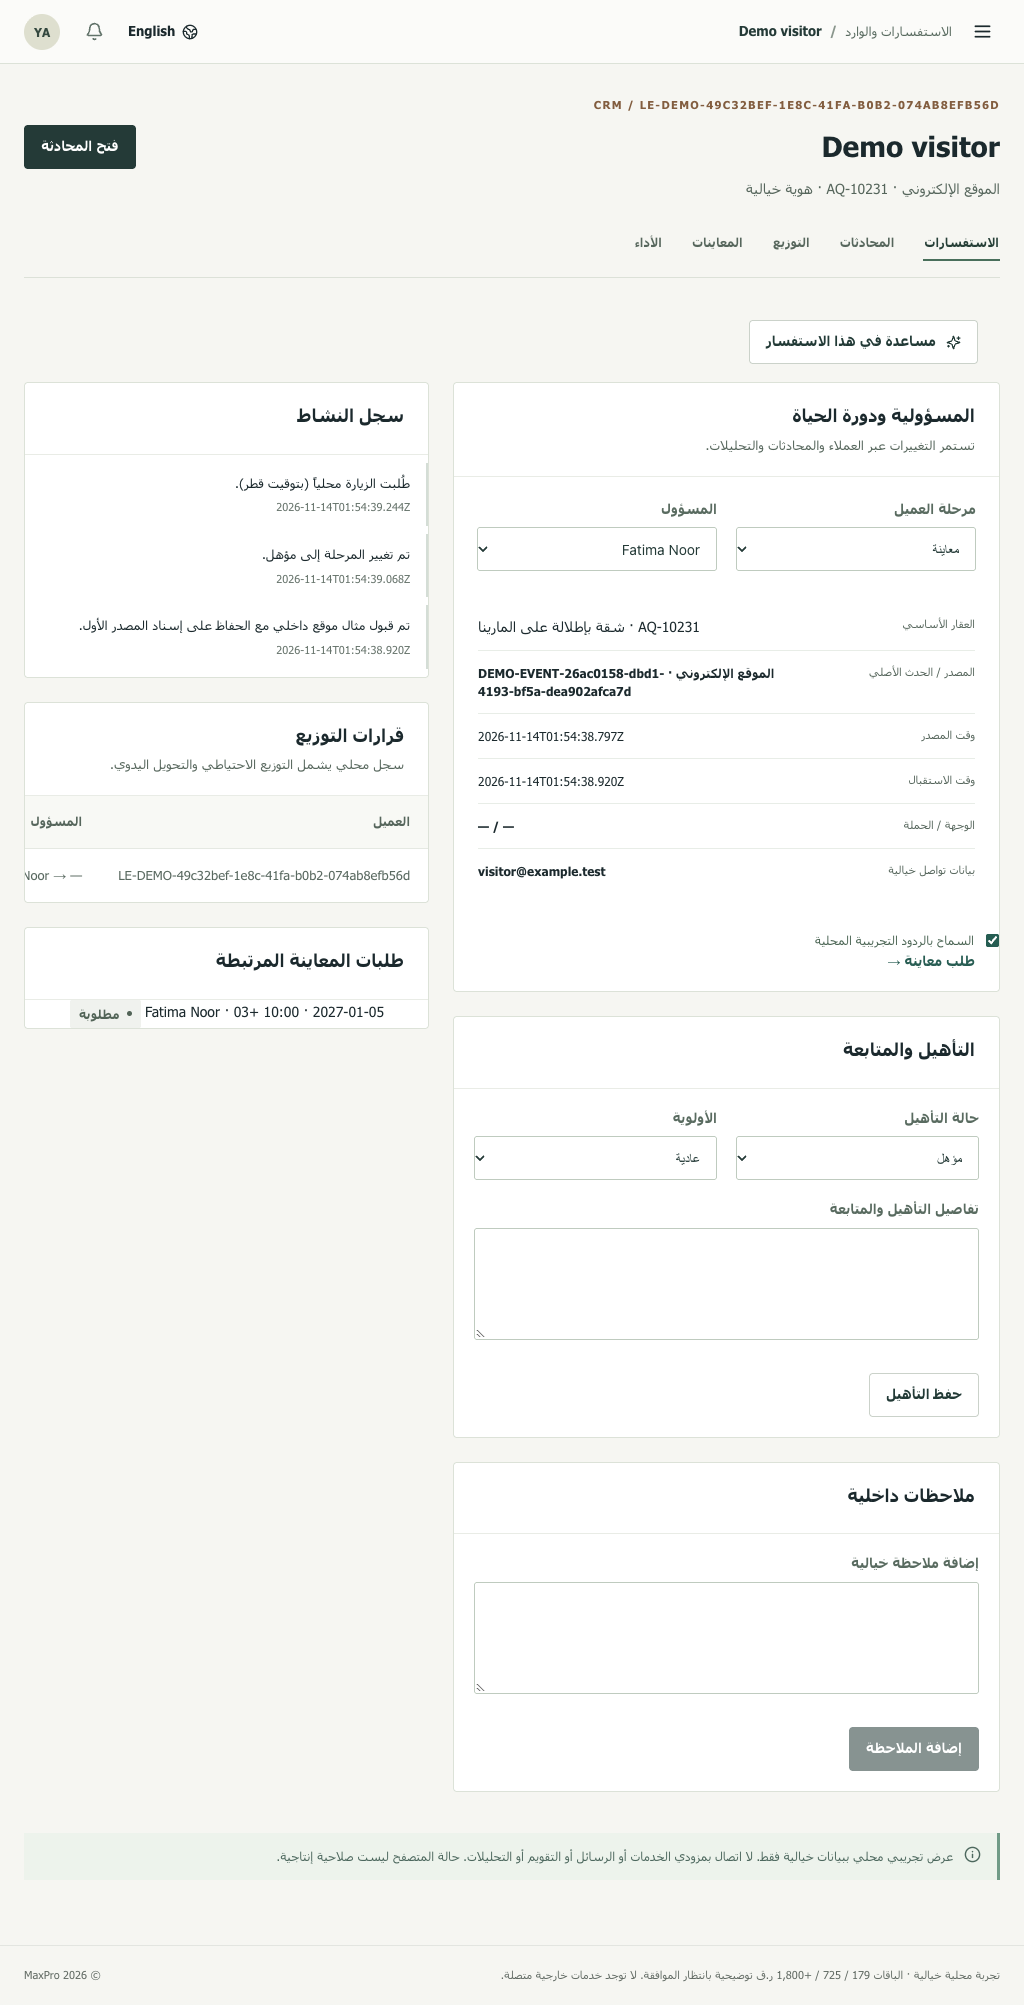 الاستفسارات والوارد / Demo visitor
English
YA
CRM / LE-DEMO-49C32BEF-1E8C-41FA-B0B2-074AB8EFB56D
Demo visitor
فتح المحادثة
الموقع الإلكتروني · AQ-10231 · هوية خيالية
الاستفسارات
المحادثات
التوزيع
المعاينات
الأداء
مساعدة في هذا الاستفسار
المسؤولية ودورة الحياة
تستمر التغييرات عبر العملاء والمحادثات والتحليلات.
مرحلة العميل
المسؤول
معاينة
Fatima Noor
العقار الأساسي
AQ-10231 · شقة بإطلالة على المارينا
المصدر / الحدث الأصلي
الموقع الإلكتروني · DEMO-EVENT-26ac0158-dbd1-
4193-bf5a-dea902afca7d
وقت المصدر
2026-11-14T01:54:38.797Z
وقت الاستقبال
2026-11-14T01:54:38.920Z
الوجهة / الحملة
— / —
بيانات تواصل خيالية
visitor@example.test
السماح بالردود التجريبية المحلية
طلب معاينة →
التأهيل والمتابعة
حالة التأهيل
الأولوية
مؤهل
عادية
تفاصيل التأهيل والمتابعة
حفظ التأهيل
ملاحظات داخلية
إضافة ملاحظة خيالية
إضافة الملاحظة
سجل النشاط
طُلبت الزيارة محلياً (بتوقيت قطر).
2026-11-14T01:54:39.244Z
تم تغيير المرحلة إلى مؤهل.
2026-11-14T01:54:39.068Z
تم قبول مثال موقع داخلي مع الحفاظ على إسناد المصدر الأول.
2026-11-14T01:54:38.920Z
قرارات التوزيع
سجل محلي يشمل التوزيع الاحتياطي والتحويل اليدوي.
العميل
المسؤول
LE-DEMO-49c32bef-1e8c-41fa-b0b2-074ab8efb56d
— → Noor
طلبات المعاينة المرتبطة
2027-01-05 · 10:00 +03 · Fatima Noor
مطلوبة
عرض تجريبي محلي ببيانات خيالية فقط. لا اتصال بمزودي الخدمات أو الرسائل أو التقويم أو التحليلات. حالة المتصفح ليست صلاحية إنتاجية.
تجربة محلية خيالية · الباقات 179 / 725 / +1,800 ر.ق توضيحية بانتظار الموافقة. لا توجد خدمات خارجية متصلة.
© 2026 MaxPro